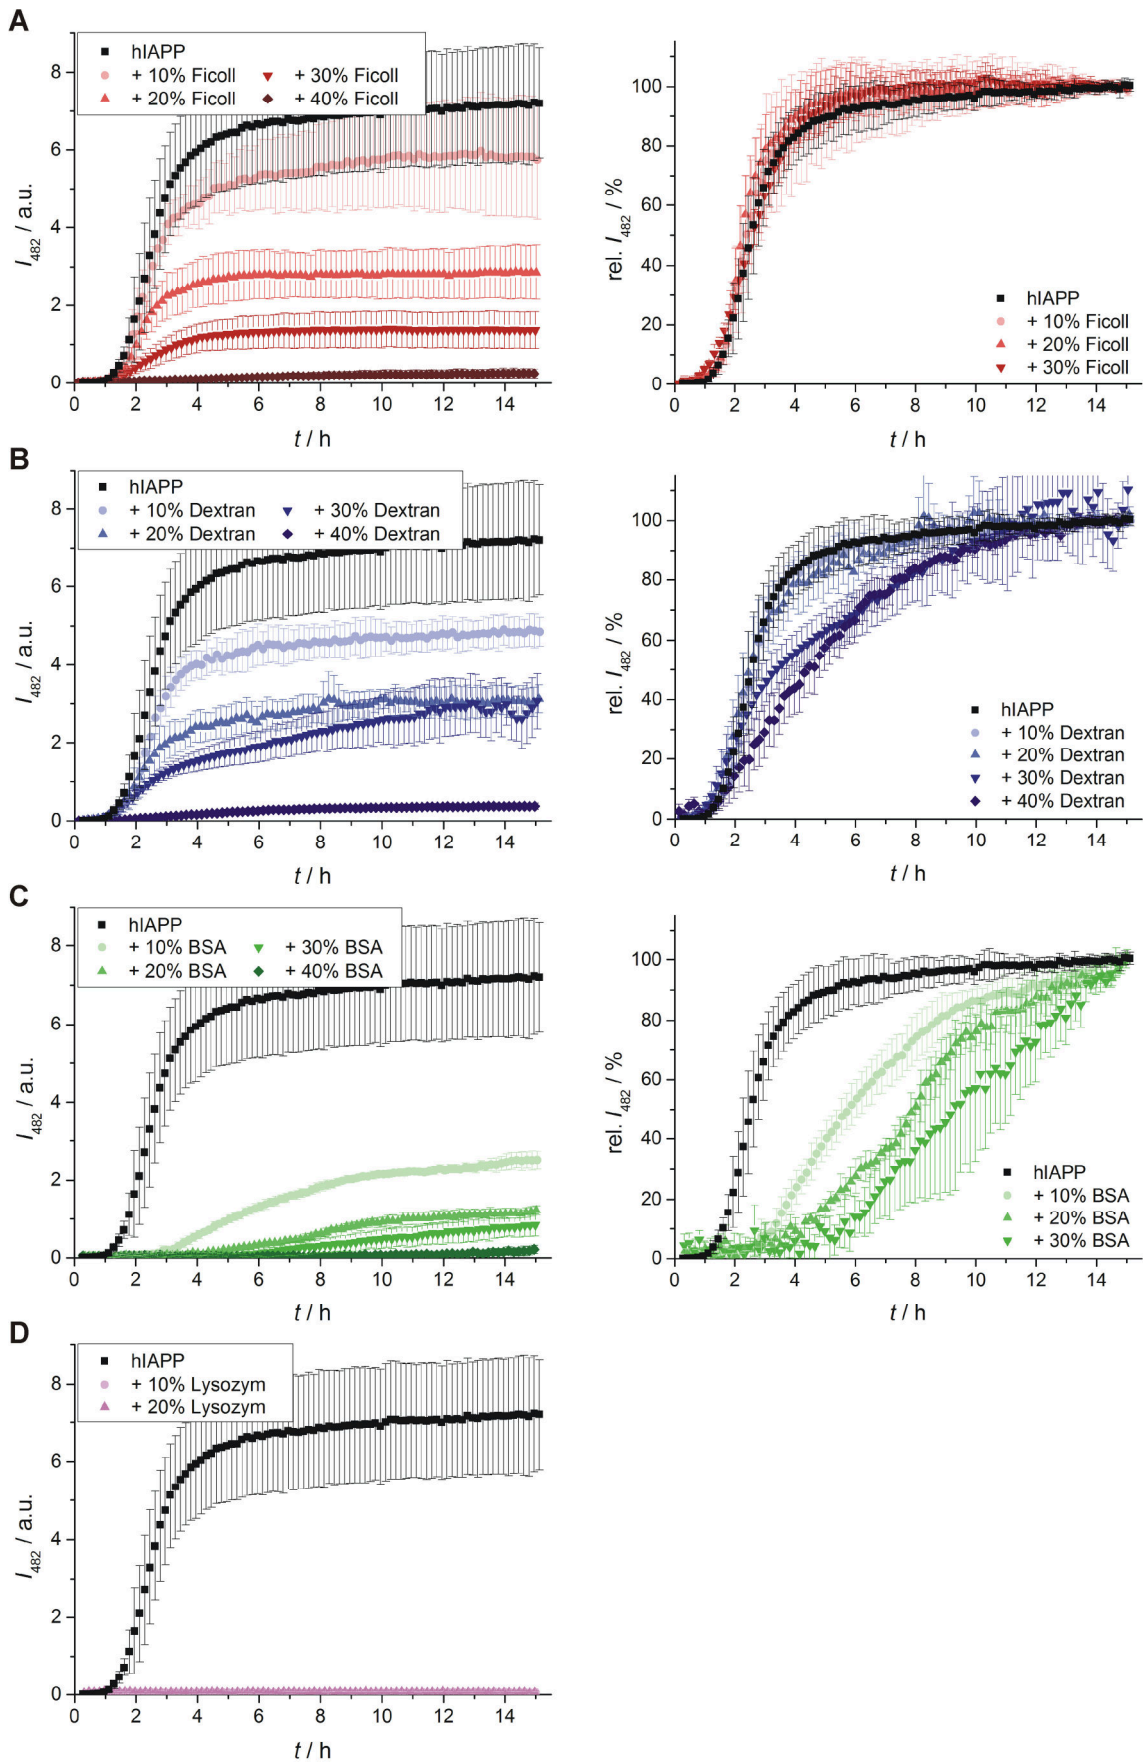 A
hIAPP
+ 10% Ficoll
+ 30% Ficoll
+ 20% Ficoll
+ 40% Ficoll
I482 / a.u.
8
6
4
2
0
0 2 4 6 8 10 12 14
t / h
rel. I482 / %
100
80
60
40
20
0
hIAPP
+ 10% Ficoll
+ 20% Ficoll
+ 30% Ficoll
0 2 4 6 8 10 12 14
t / h
B
hIAPP
+ 10% Dextran
+ 30% Dextran
+ 20% Dextran
+ 40% Dextran
I482 / a.u.
8
6
4
2
0
0 2 4 6 8 10 12 14
t / h
rel. I482 / %
100
80
60
40
20
0
hIAPP
+ 10% Dextran
+ 20% Dextran
+ 30% Dextran
+ 40% Dextran
0 2 4 6 8 10 12 14
t / h
C
hIAPP
+ 10% BSA
+ 30% BSA
+ 20% BSA
+ 40% BSA
I482 / a.u.
8
6
4
2
0
0 2 4 6 8 10 12 14
t / h
rel. I482 / %
100
80
60
40
20
0
hIAPP
+ 10% BSA
+ 20% BSA
+ 30% BSA
0 2 4 6 8 10 12 14
t / h
D
hIAPP
+ 10% Lysozym
+ 20% Lysozym
I482 / a.u.
8
6
4
2
0
0 2 4 6 8 10 12 14
t / h